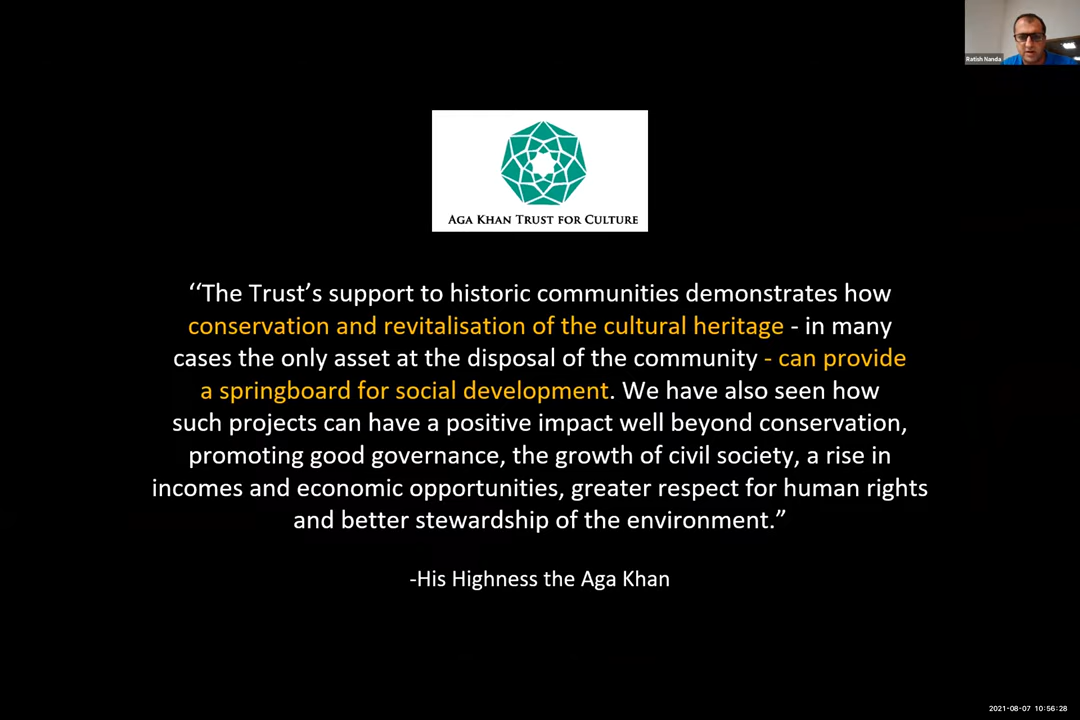 Ratish Nanda
AGA KHAN TRUST FOR CULTURE
‘‘The Trust’s support to historic communities demonstrates how
conservation and revitalisation of the cultural heritage - in many
cases the only asset at the disposal of the community - can provide
a springboard for social development. We have also seen how
such projects can have a positive impact well beyond conservation,
promoting good governance, the growth of civil society, a rise in
incomes and economic opportunities, greater respect for human rights
and better stewardship of the environment.”
-His Highness the Aga Khan
2021-08-07 10:56:28